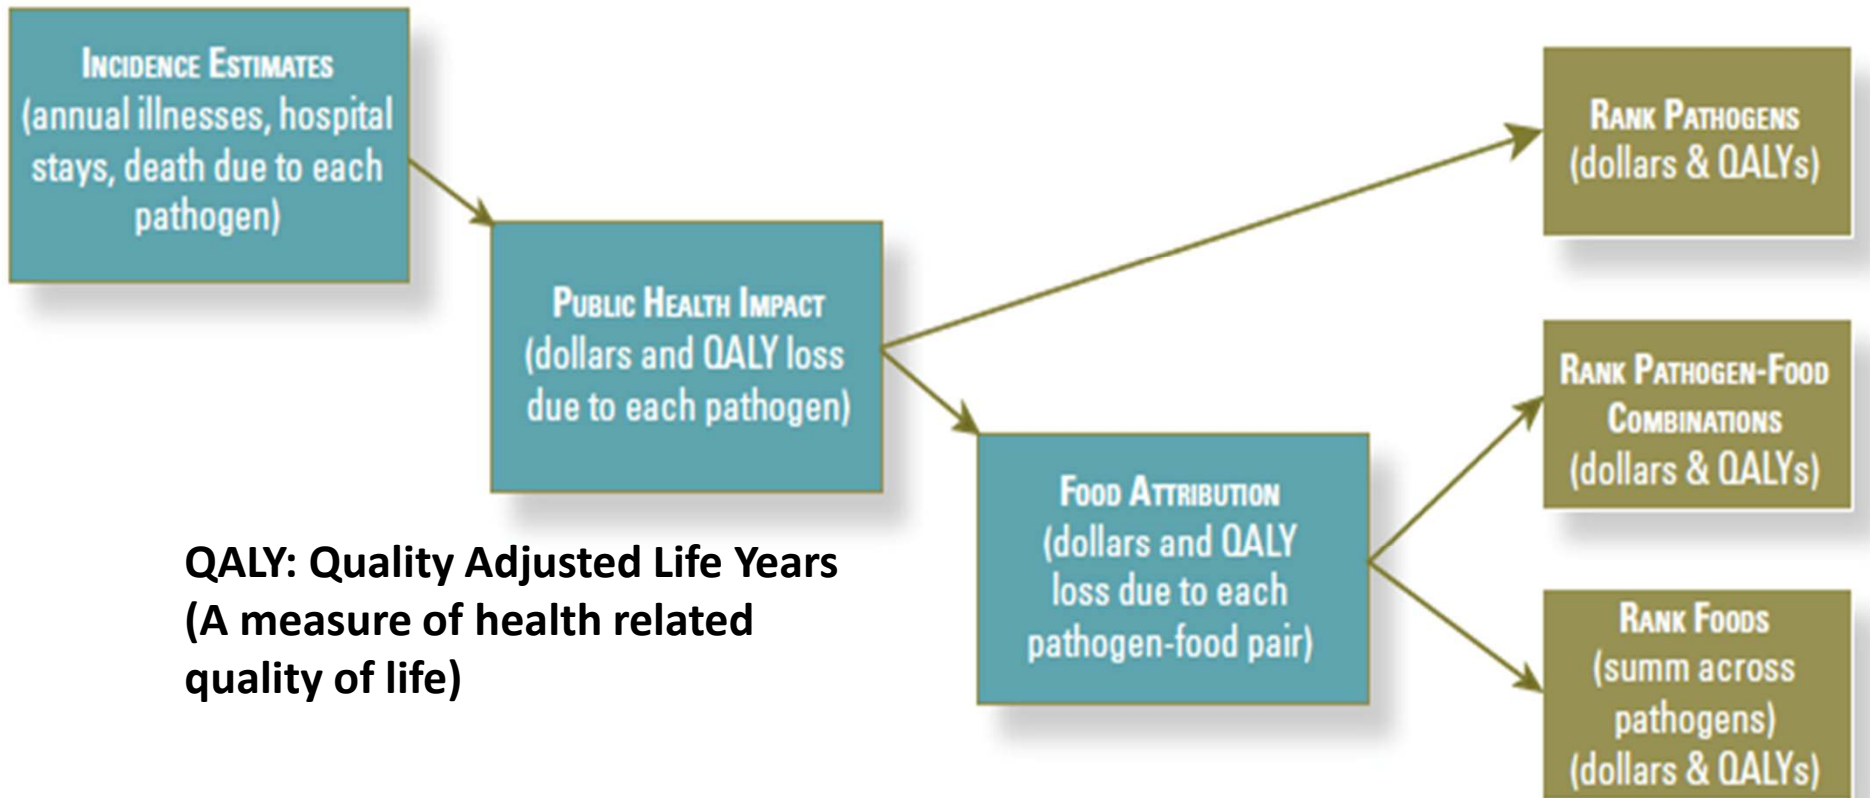 INCIDENCE ESTIMATES
(annual illnesses, hospital
stays, death due to each
pathogen)
PUBLIC HEALTH IMPACT
(dollars and QALY loss
due to each pathogen)
FOOD ATTRIBUTION
(dollars and QALY
loss due to each
pathogen-food pair)
RANK PATHOGENS
(dollars & QALYs)
RANK PATHOGEN-FOOD
COMBINATIONS
(dollars & QALYs)
RANK FOODS
(summ across
pathogens)
(dollars & QALYs)
QALY: Quality Adjusted Life Years
(A measure of health related
quality of life)